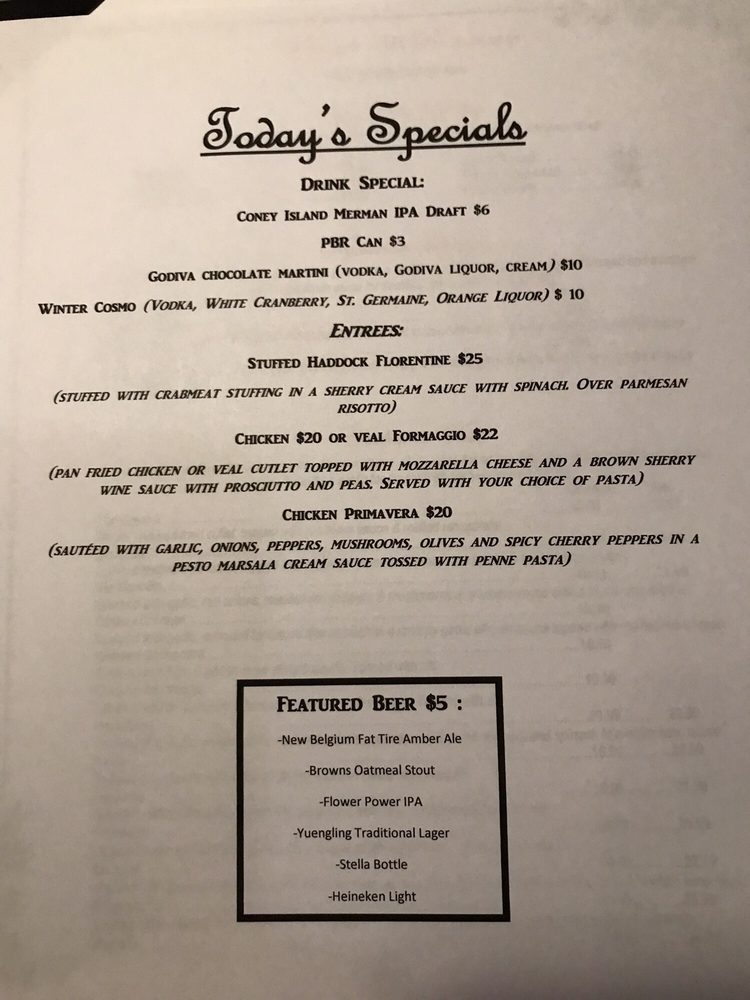 Today's Specials
DRINK SPECIAL:
CONEY ISLAND MERMAN IPA DRAFT $6
PBR CAN $3
GODIVA CHOCOLATE MARTINI (VODKA, GODIVA LIQUOR, CREAM) $10
WINTER COSMO (VODKA, WHITE CRANBERRY, ST. GERMAINE, ORANGE LIQUOR) $ 10
ENTREES:
STUFFED HADDOCK FLORENTINE $25
(STUFFED WITH CRABMEAT STUFFING IN A SHERRY CREAM SAUCE WITH SPINACH. OVER PARMESAN
RISOTTO)
CHICKEN $20 OR VEAL FORMAGGIO $22
(PAN FRIED CHICKEN OR VEAL CUTLET TOPPED WITH MOZZARELLA CHEESE AND A BROWN SHERRY
WINE SAUCE WITH PROSCIUTTO AND PEAS. SERVED WITH YOUR CHOICE OF PASTA)
CHICKEN PRIMAVERA $20
(SAUTÉED WITH GARLIC, ONIONS, PEPPERS, MUSHROOMS, OLIVES AND SPICY CHERRY PEPPERS IN A
PESTO MARSALA CREAM SAUCE TOSSED WITH PENNE PASTA)
FEATURED BEER $5 :
-New Belgium Fat Tire Amber Ale
-Browns Oatmeal Stout
-Flower Power IPA
-Yuengling Traditional Lager
-Stella Bottle
-Heineken Light